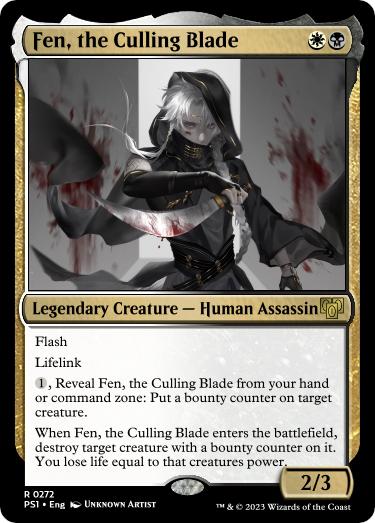 Fen, the Culling Blade
Legendary Creature — Human Assassin
Flash
Lifelink
1, Reveal Fen, the Culling Blade from your hand
or command zone: Put a bounty counter on target
creature.
When Fen, the Culling Blade enters the battlefield,
destroy target creature with a bounty counter on it.
You lose life equal to that creatures power.
2/3
R 0272
PS1 • Eng Unknown Artist
™ & © 2023 Wizards of the Coast